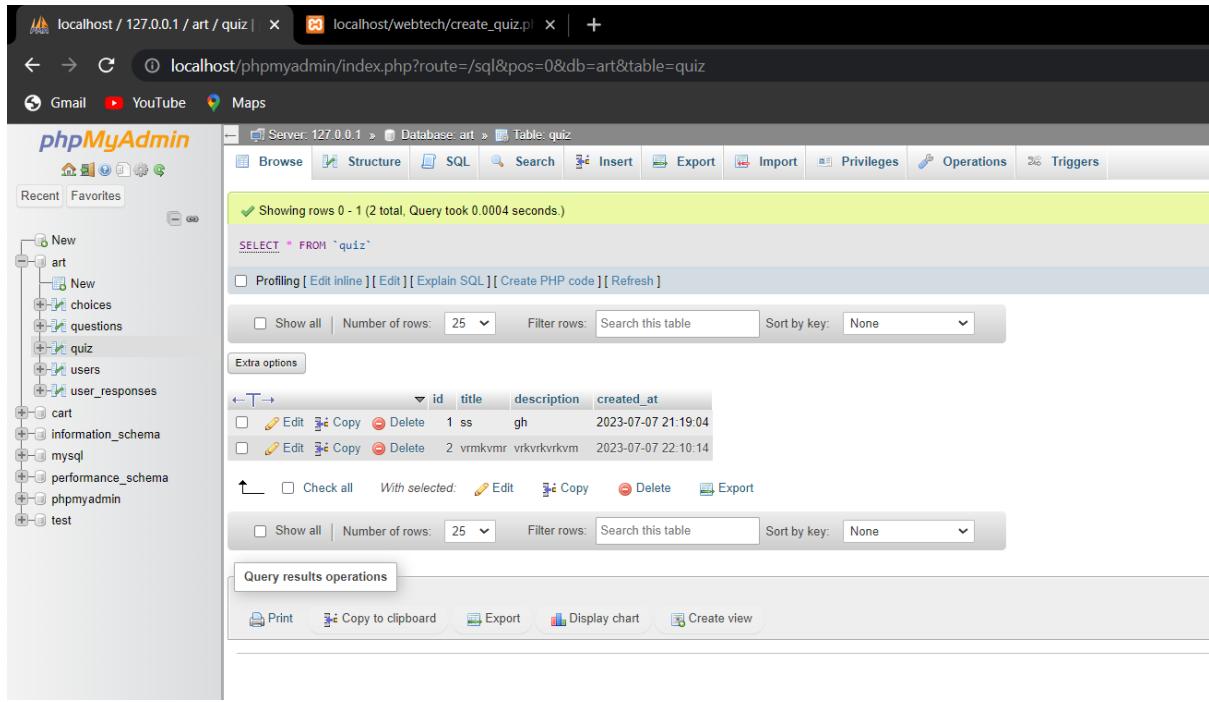 localhost / 127.0.0.1 / art / quiz |
localhost/webtech/create_quiz.p
localhost/phpmyadmin/index.php?route=/sql&pos=0&db=art&table=quiz
Gmail YouTube Maps
phpMyAdmin
Recent Favorites
New
art
New
choices
questions
quiz
users
user_responses
cart
information_schema
mysql
performance_schema
phpmyadmin
test
Server: 127.0.0.1 » Database: art » Table: quiz
Browse Structure SQL Search Insert Export Import Privileges Operations Triggers
Showing rows 0 - 1 (2 total, Query took 0.0004 seconds.)
SELECT * FROM `quiz`
Profiling [ Edit inline ] [ Edit ] [ Explain SQL ] [ Create PHP code ] [ Refresh ]
Show all | Number of rows: 25 Filter rows: Search this table Sort by key: None
Extra options
←T→ id title description created_at
Edit Copy Delete 1 ss gh 2023-07-07 21:19:04
Edit Copy Delete 2 vrmkvmr vrkvrkvrkvm 2023-07-07 22:10:14
Check all With selected: Edit Copy Delete Export
Show all | Number of rows: 25 Filter rows: Search this table Sort by key: None
Query results operations
Print Copy to clipboard Export Display chart Create view